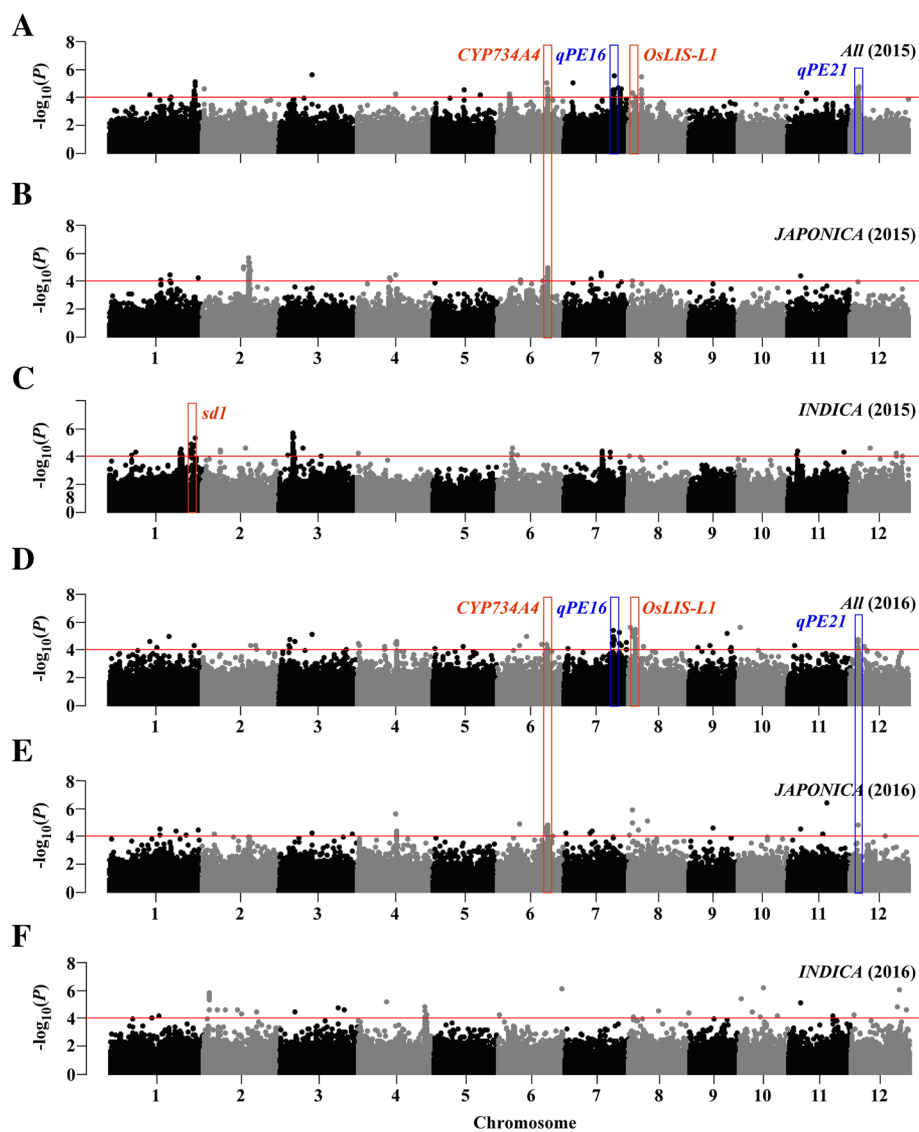 A
8
6
4
2
0
-log10(P)
CYP734A4 qPE16 OsLIS-L1 All (2015)
qPE21
B
8
6
4
2
0
-log10(P)
JAPONICA (2015)
1 2 3 4 5 6 7 8 9 10 11 12
C
6
4
2
8
0
-log10(P)
sd1 INDICA (2015)
1 2 3 4 5 6 7 8 9 10 11 12
D
8
6
4
2
0
-log10(P)
CYP734A4 qPE16 OsLIS-L1 All (2016)
qPE21
1 2 3 4 5 6 7 8 9 10 11 12
E
8
6
4
2
0
-log10(P)
JAPONICA (2016)
1 2 3 4 5 6 7 8 9 10 11 12
F
8
6
4
2
0
-log10(P)
INDICA (2016)
1 2 3 4 5 6 7 8 9 10 11 12
Chromosome